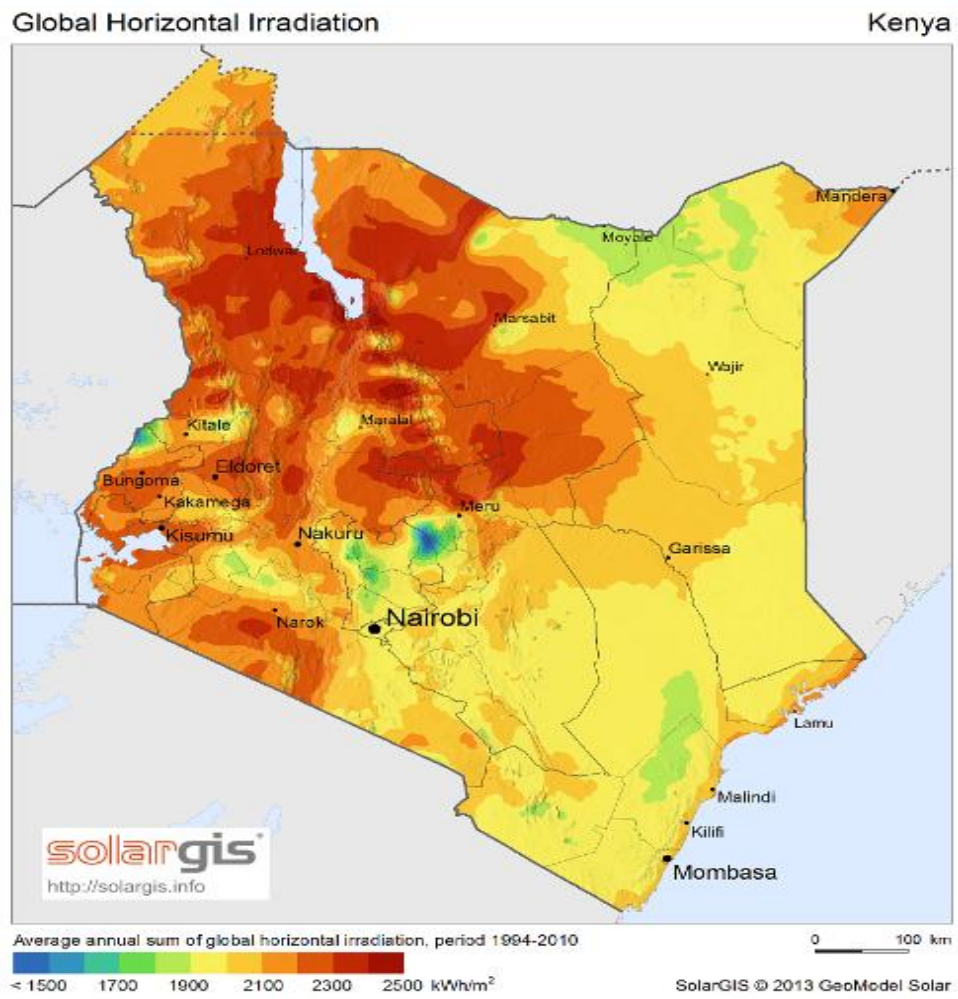 Global Horizontal Irradiation Kenya
Mandera
Moyale
Lodwar
Marsabit
Wajir
Maralal
Kitale
Eldoret
Bungoma
Kakamega
Meru
Kisumu
Nakuru
Garissa
Nairobi
Narok
Lamu
Malindi
Kilifi
Mombasa
solargis
http://solargis.info
Average annual sum of global horizontal irradiation, period 1994-2010
0 100 km
< 1500 1700 1900 2100 2300 2500 kWh/m²
SolarGIS © 2013 GeoModel Solar